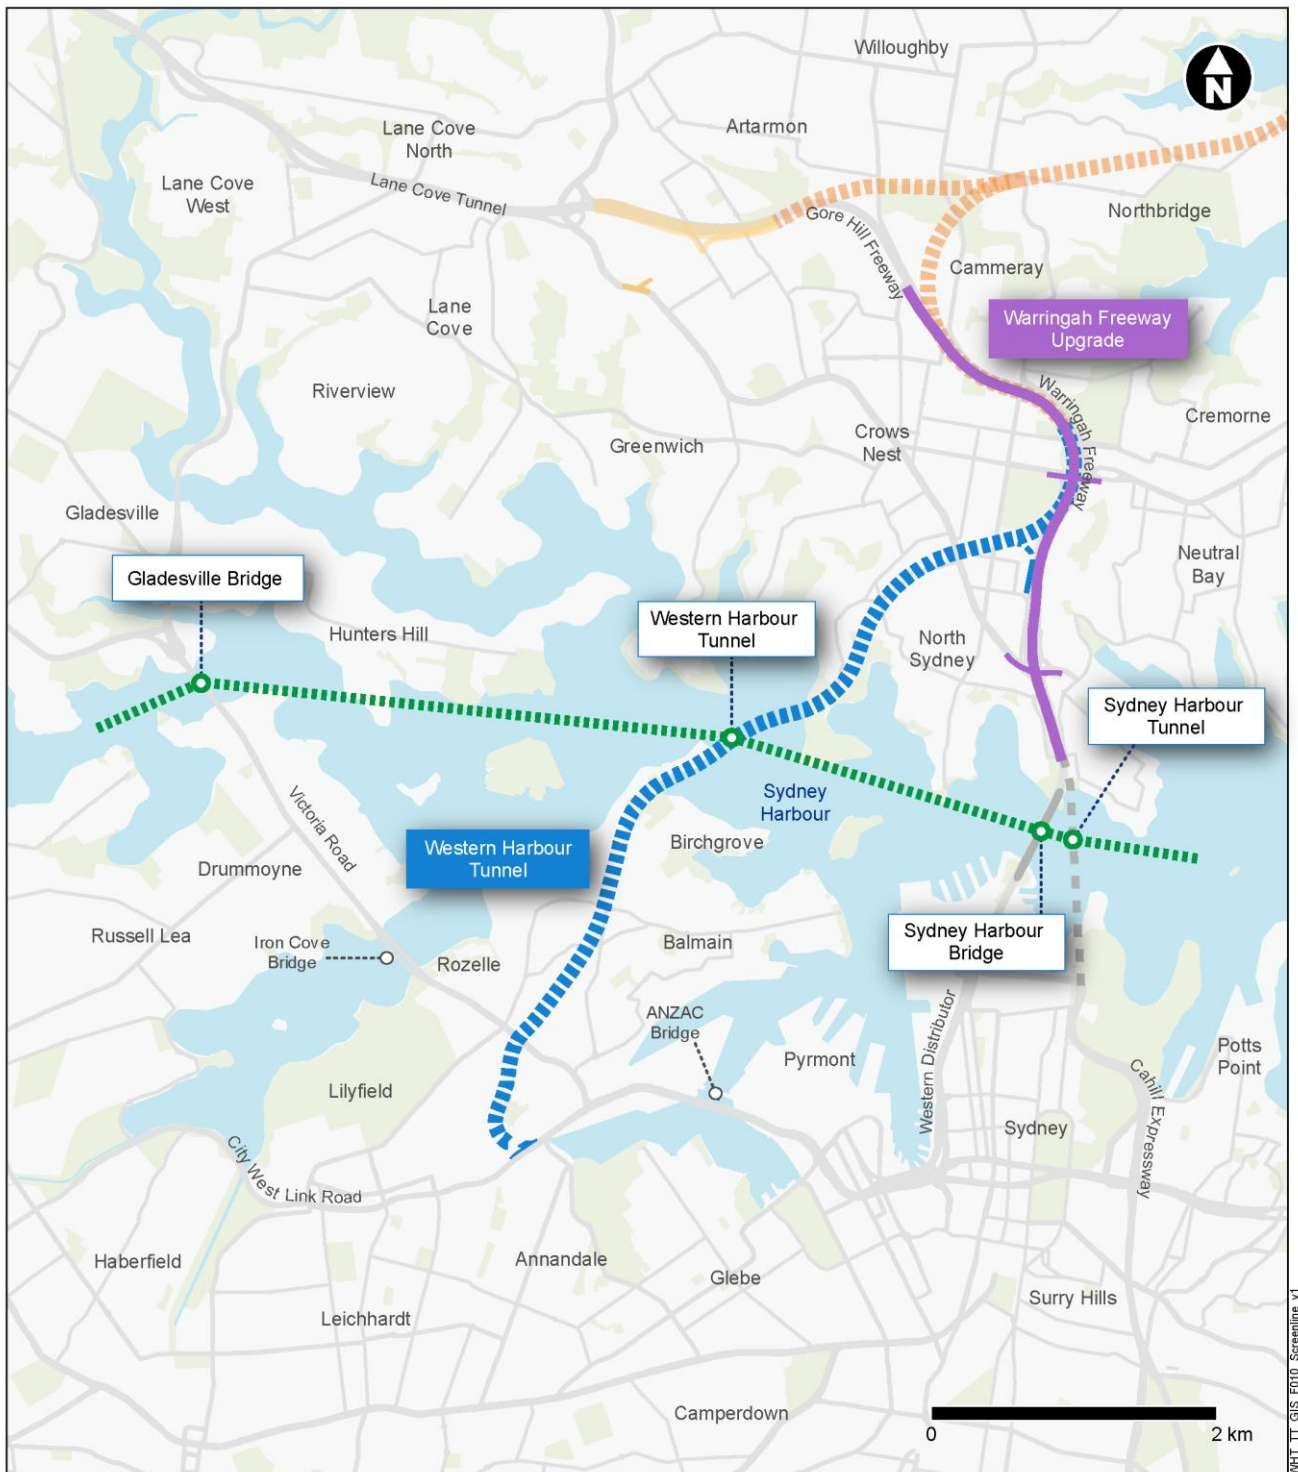 Willoughby
N
Artarmon
Lane Cove
North
Lane Cove
West
Lane Cove Tunnel
Gore Hill Freeway
Northbridge
Cammeray
Lane
Cove
Warringah Freeway
Upgrade
Riverview
Warringah Freeway
Cremorne
Crows
Nest
Greenwich
Gladesville
Neutral
Bay
Gladesville Bridge
Hunters Hill
Western Harbour
Tunnel
North
Sydney
Sydney Harbour
Tunnel
Sydney
Harbour
Victoria Road
Birchgrove
Western Harbour
Tunnel
Drummoyne
Russell Lea
Iron Cove
Bridge
Rozelle
Balmain
Sydney Harbour
Bridge
ANZAC
Bridge
Pyrmont
Western Distributor
Potts
Point
Cahill Expressway
Lilyfield
Sydney
City West Link Road
Haberfield
Annandale
Glebe
Leichhardt
Surry Hills
Camperdown
0
2 km
WHT_TT_GIS_F010_Screenline_v1